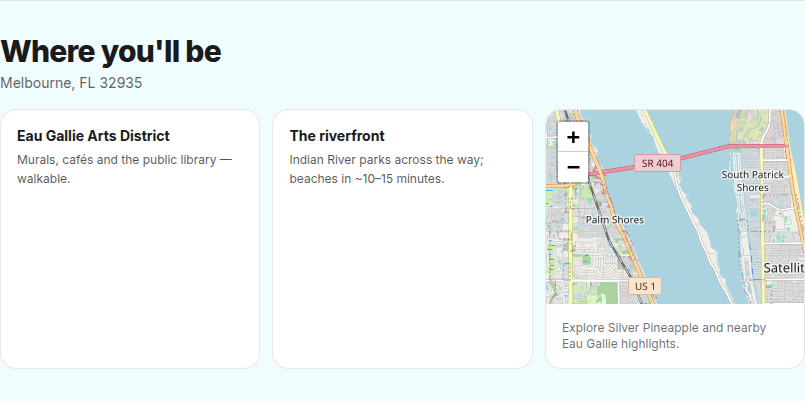 Where you'll be
Melbourne, FL 32935
Eau Gallie Arts District
Murals, cafés and the public library —
walkable.
The riverfront
Indian River parks across the way;
beaches in ~10–15 minutes.
+
−
SR 404
South Patrick
Shores
Palm Shores
Satellit
US 1
Explore Silver Pineapple and nearby
Eau Gallie highlights.